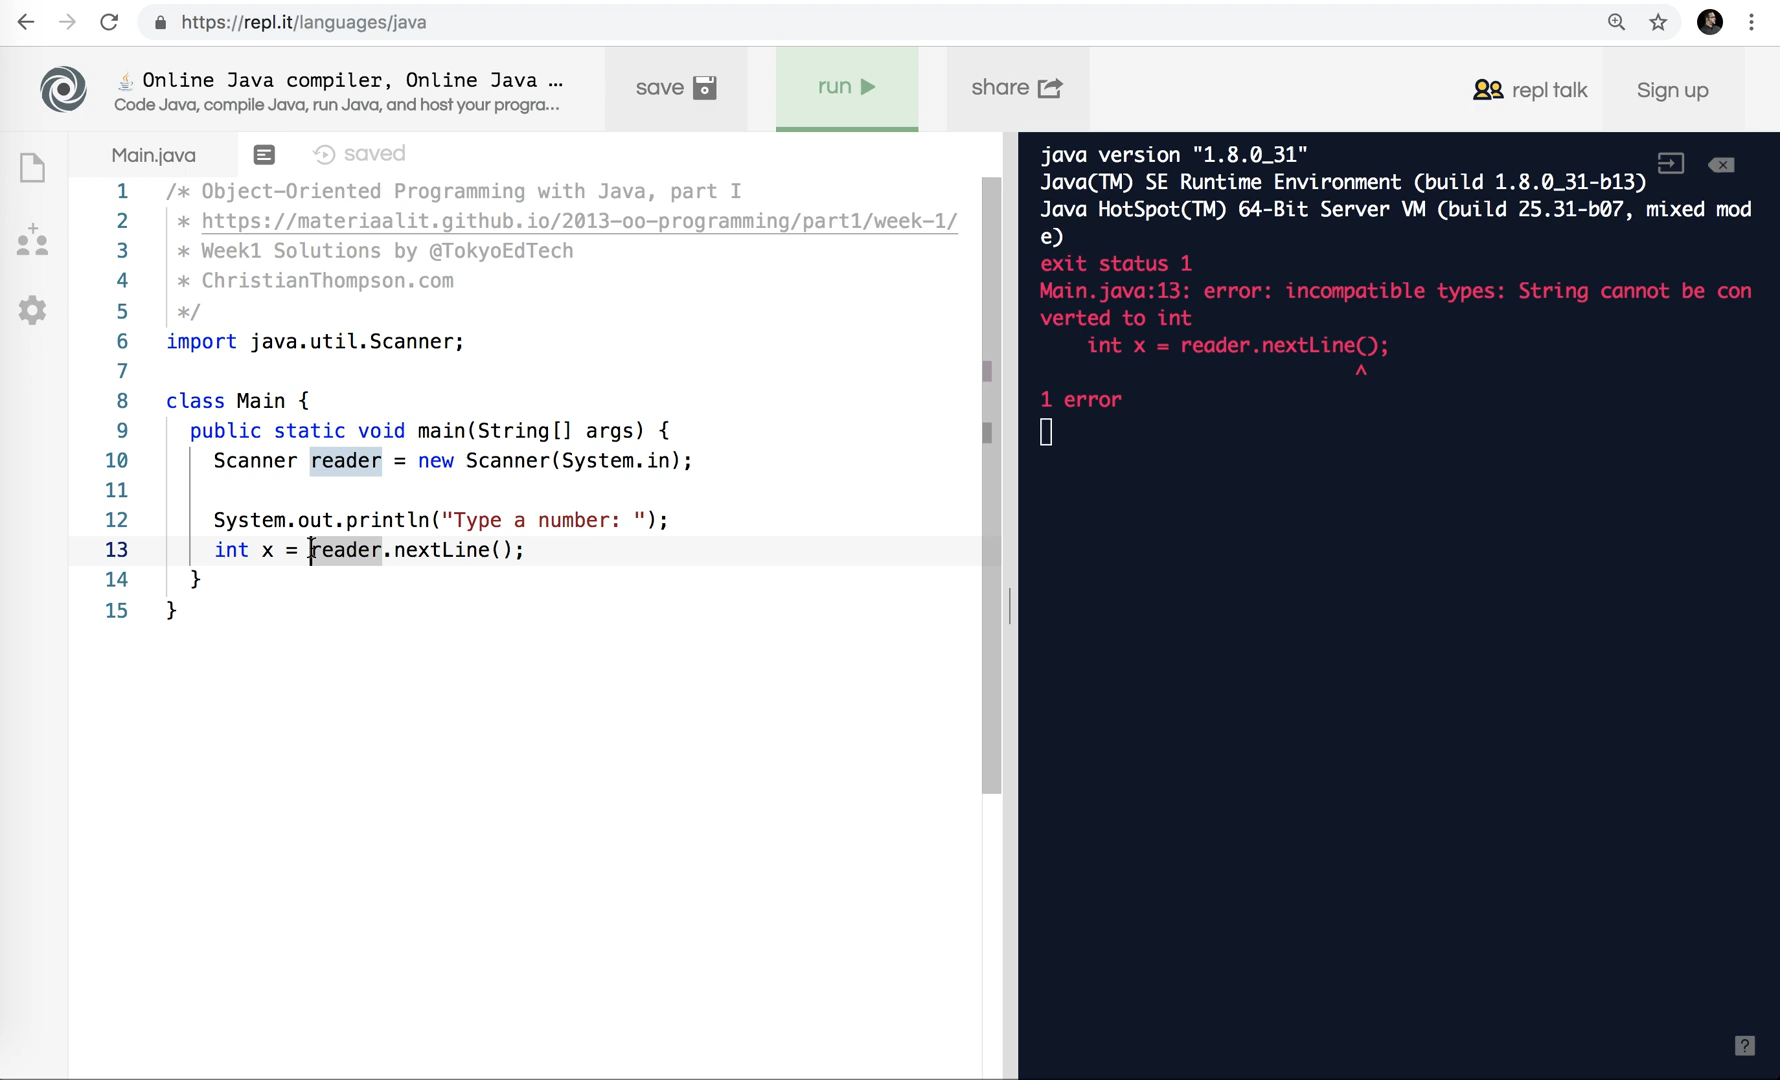 https://repl.it/languages/java
Online Java compiler, Online Java ...
Code Java, compile Java, run Java, and host your progra...
save
run
share
repl talk
Sign up
Main.java
saved
1 /* Object-Oriented Programming with Java, part I
2 * https://materiaalit.github.io/2013-oo-programming/part1/week-1/
3 * Week1 Solutions by @TokyoEdTech
4 * ChristianThompson.com
5 */
6 import java.util.Scanner;
7
8 class Main {
9 public static void main(String[] args) {
10 Scanner reader = new Scanner(System.in);
11
12 System.out.println("Type a number: ");
13 int x = reader.nextLine();
14 }
15 }
java version "1.8.0_31"
Java(TM) SE Runtime Environment (build 1.8.0_31-b13)
Java HotSpot(TM) 64-Bit Server VM (build 25.31-b07, mixed mod
e)
exit status 1
Main.java:13: error: incompatible types: String cannot be con
verted to int
int x = reader.nextLine();
^
1 error
?